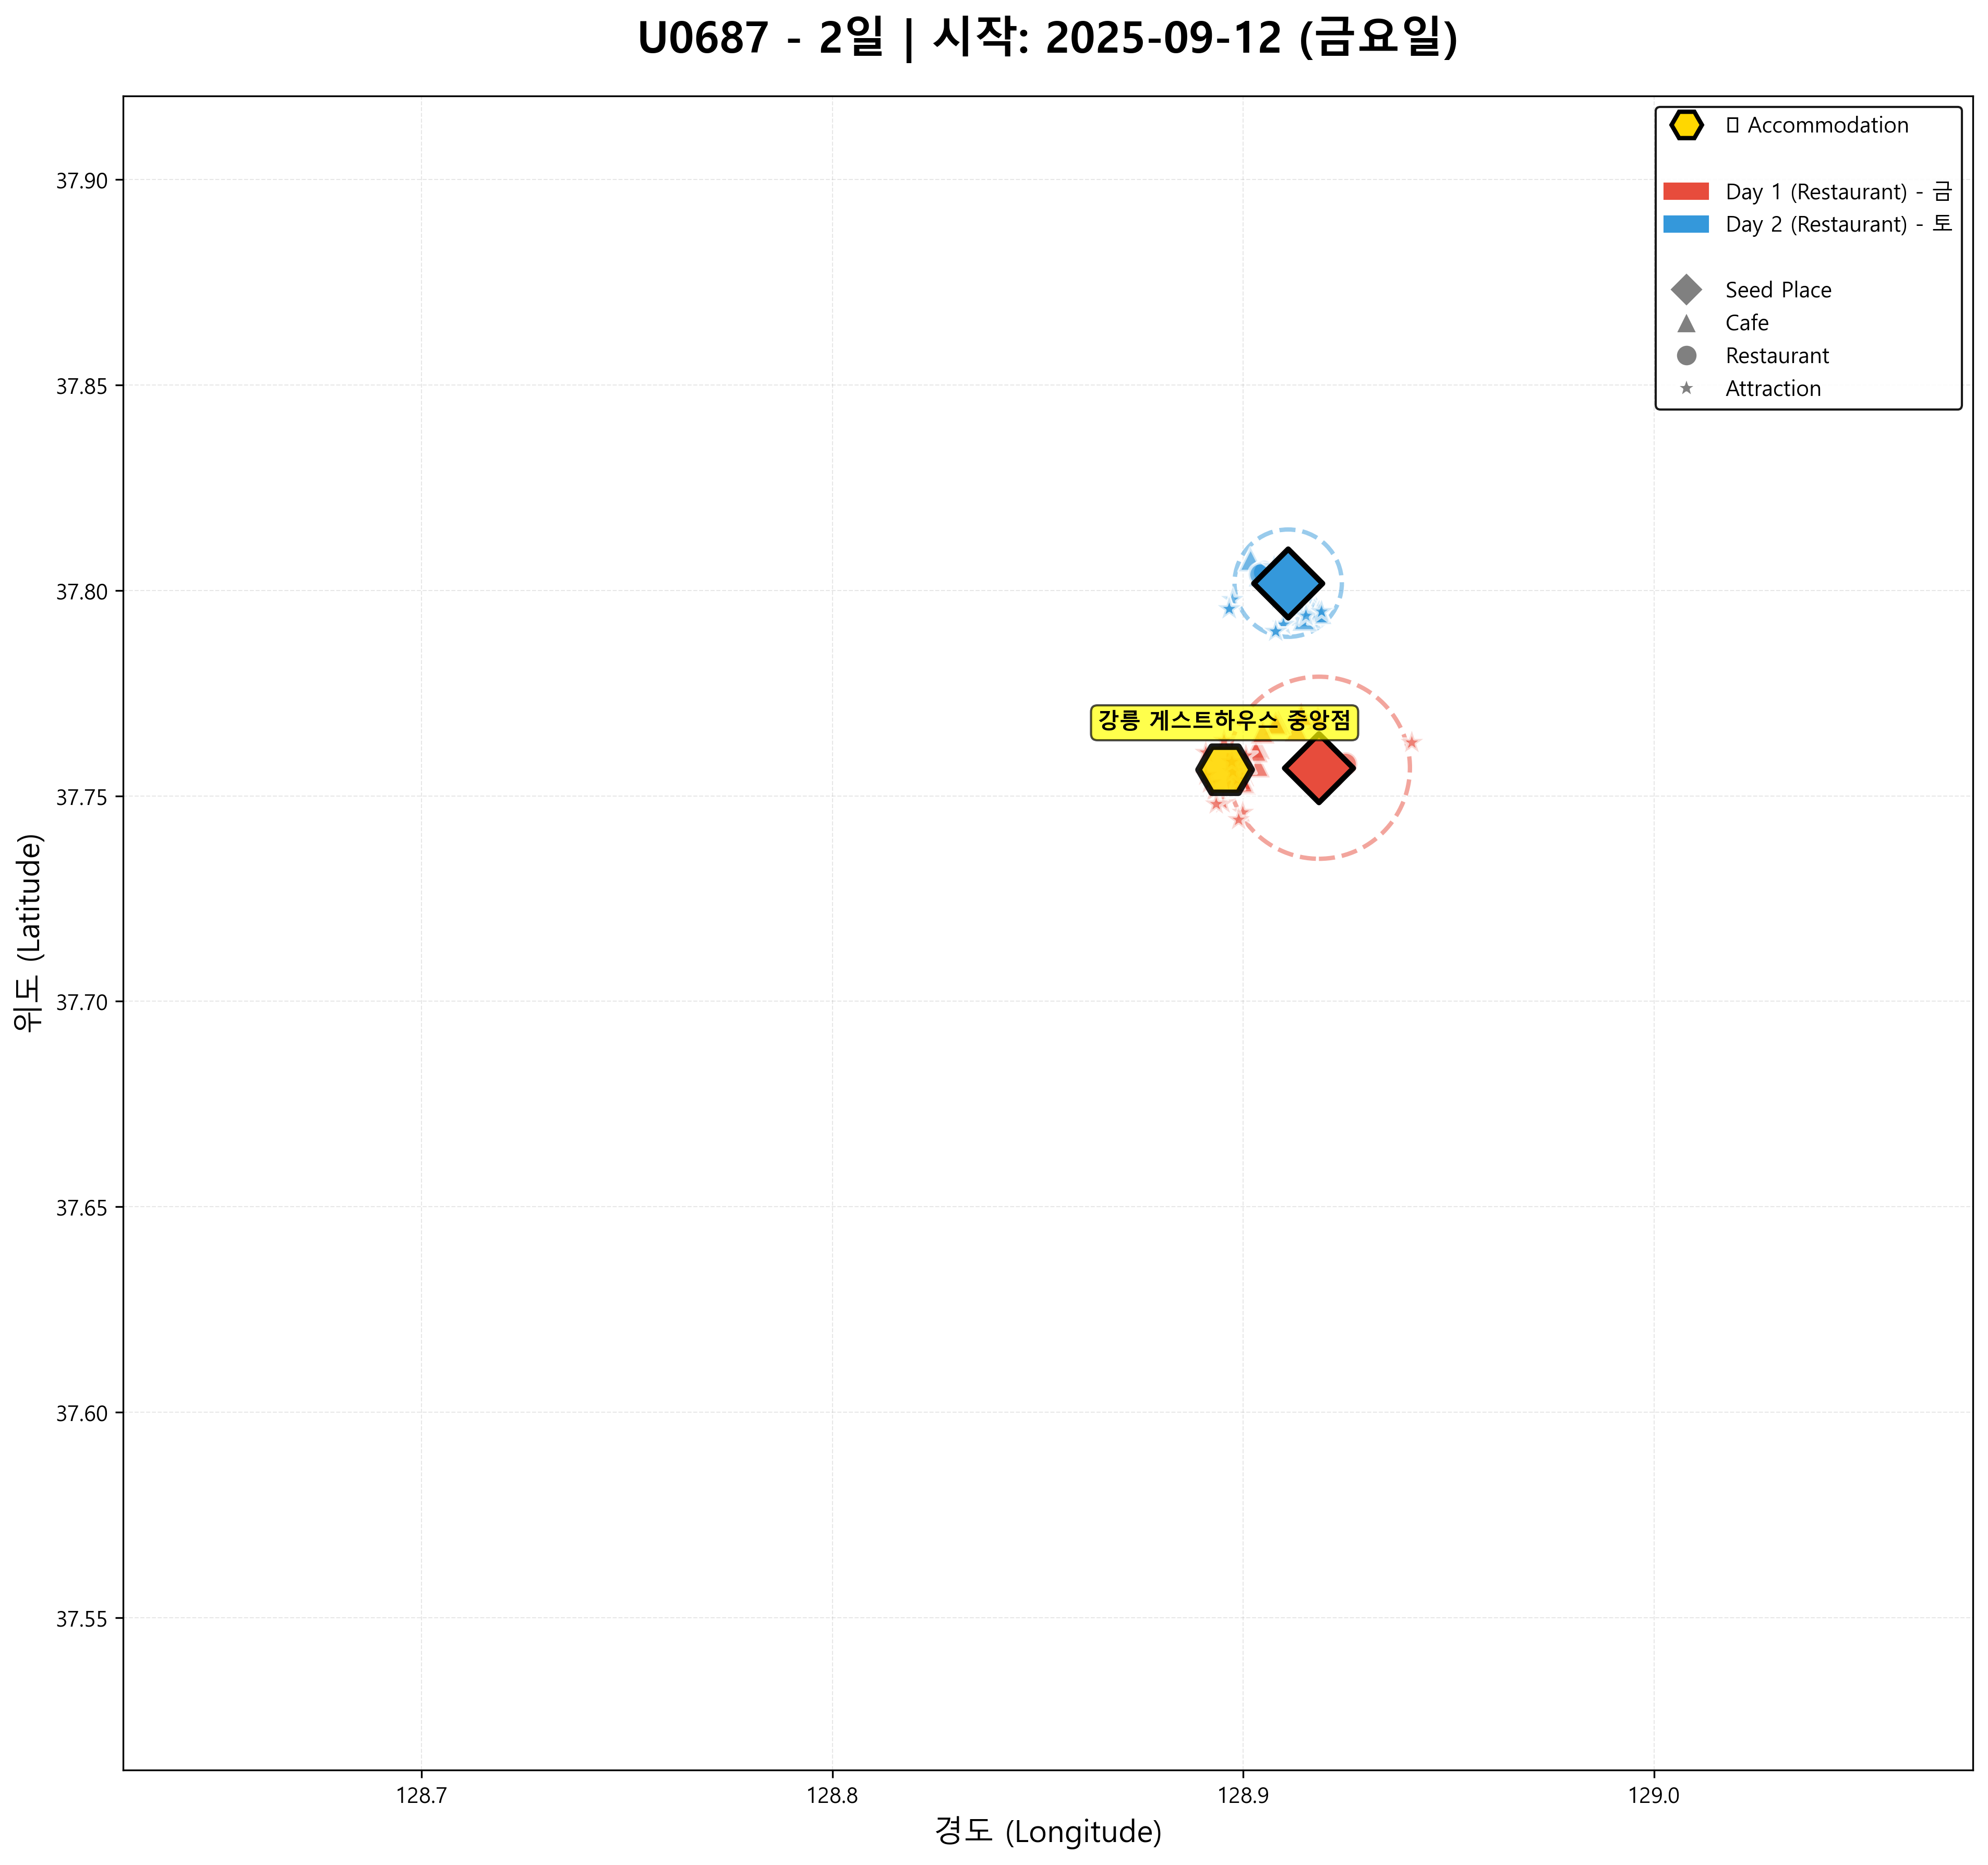 U0687 - 2일 | 시작: 2025-09-12 (금요일)
Accommodation
Day 1 (Restaurant) - 금
Day 2 (Restaurant) - 토
Seed Place
Cafe
Restaurant
Attraction
37.90
37.85
37.80
37.75
37.70
37.65
37.60
37.55
강릉 게스트하우스 중앙점
위도 (Latitude)
128.7
128.8
128.9
129.0
경도 (Longitude)